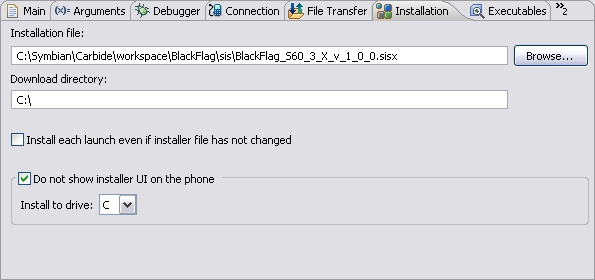 Main (x)= Arguments Debugger Connection File Transfer Installation Executables »2
Installation file:
C:\Symbian\Carbide\workspace\BlackFlag\sis\BlackFlag_S60_3_X_v_1_0_0.sisx Browse...
Download directory:
C:\
Install each launch even if installer file has not changed
Do not show installer UI on the phone
Install to drive: C